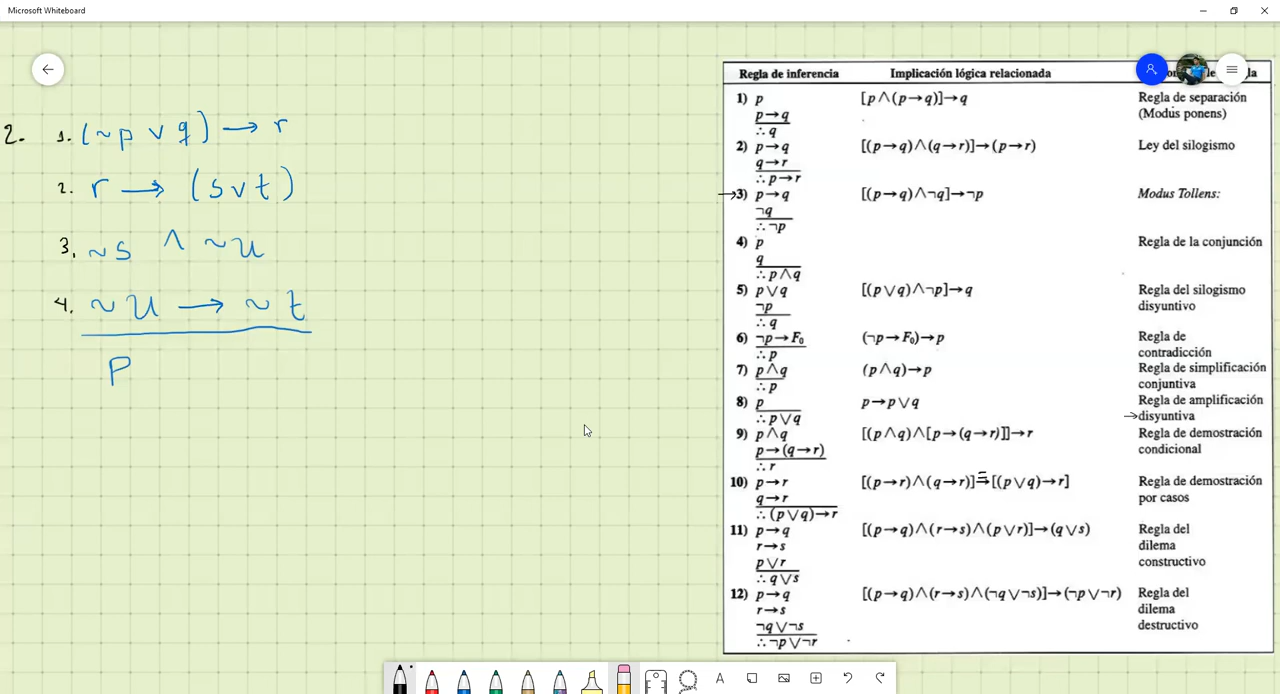 Microsoft Whiteboard
2. 1. (~p ∨ q) → r
2. r → (s ∨ t)
3. ~s ∧ ~u
4. ~u → ~t
P
Regla de inferencia Implicación lógica relacionada
1) p [p∧(p→q)]→q Regla de separación
p→q (Modus ponens)
∴ q
2) p→q [(p→q)∧(q→r)]→(p→r) Ley del silogismo
q→r
∴ p→r
→3) p→q [(p→q)∧¬q]→¬p Modus Tollens:
¬q
∴ ¬p
4) p Regla de la conjunción
q
∴ p∧q
5) p∨q [(p∨q)∧¬p]→q Regla del silogismo
¬p disyuntivo
∴ q
6) ¬p→F₀ (¬p→F₀)→p Regla de
∴ p contradicción
7) p∧q (p∧q)→p Regla de simplificación
∴ p conjuntiva
8) p p→p∨q Regla de amplificación
∴ p∨q →disyuntiva
9) p∧q [(p∧q)∧[p→(q→r)]]→r Regla de demostración
p→(q→r) condicional
∴ r
10) p→r [(p→r)∧(q→r)]→[(p∨q)→r] Regla de demostración
q→r por casos
∴ (p∨q)→r
11) p→q [(p→q)∧(r→s)∧(p∨r)]→(q∨s) Regla del
r→s dilema
p∨r constructivo
∴ q∨s
12) p→q [(p→q)∧(r→s)∧(¬q∨¬s)]→(¬p∨¬r) Regla del
r→s dilema
¬q∨¬s destructivo
∴ ¬p∨¬r
A